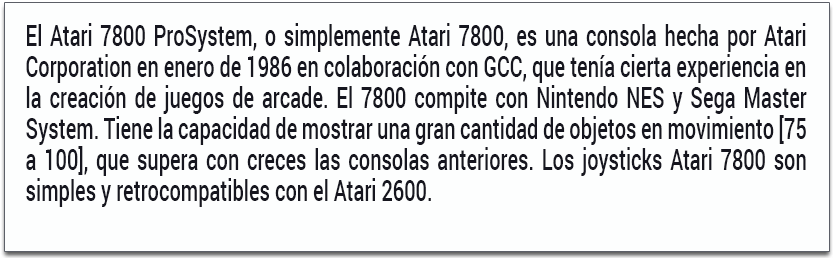 El Atari 7800 ProSystem, o simplemente Atari 7800, es una consola hecha por Atari
Corporation en enero de 1986 en colaboración con GCC, que tenía cierta experiencia en
la creación de juegos de arcade. El 7800 compite con Nintendo NES y Sega Master
System. Tiene la capacidad de mostrar una gran cantidad de objetos en movimiento [75
a 100], que supera con creces las consolas anteriores. Los joysticks Atari 7800 son
simples y retrocompatibles con el Atari 2600.